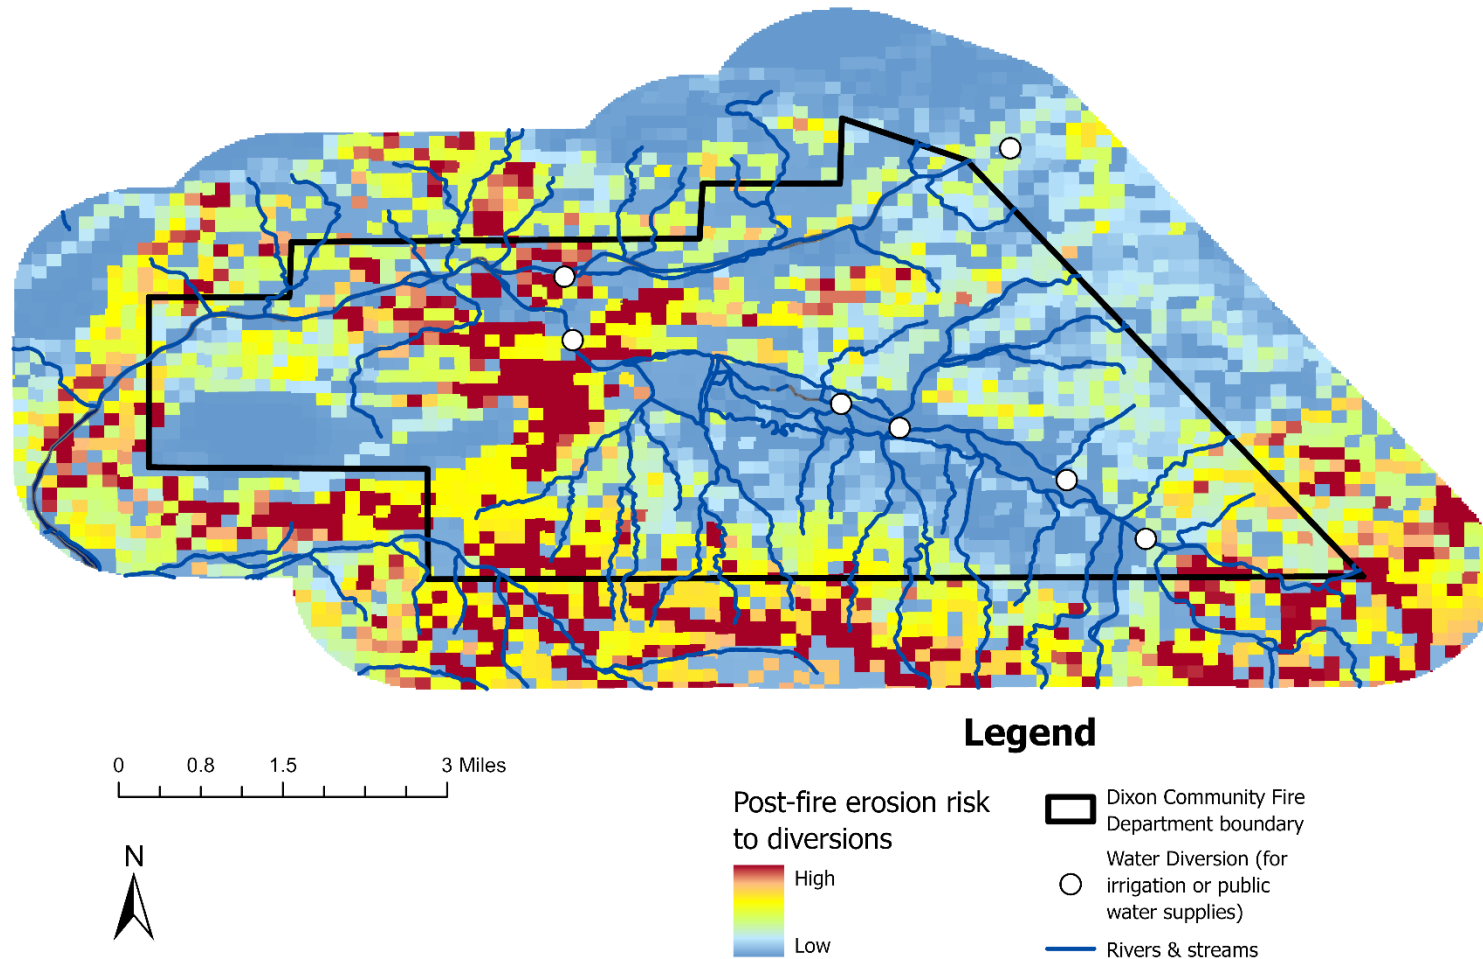 Legend
0 0.8 1.5 3 Miles
N
Post-fire erosion risk
to diversions
High
Low
Dixon Community Fire
Department boundary
Water Diversion (for
irrigation or public
water supplies)
Rivers & streams